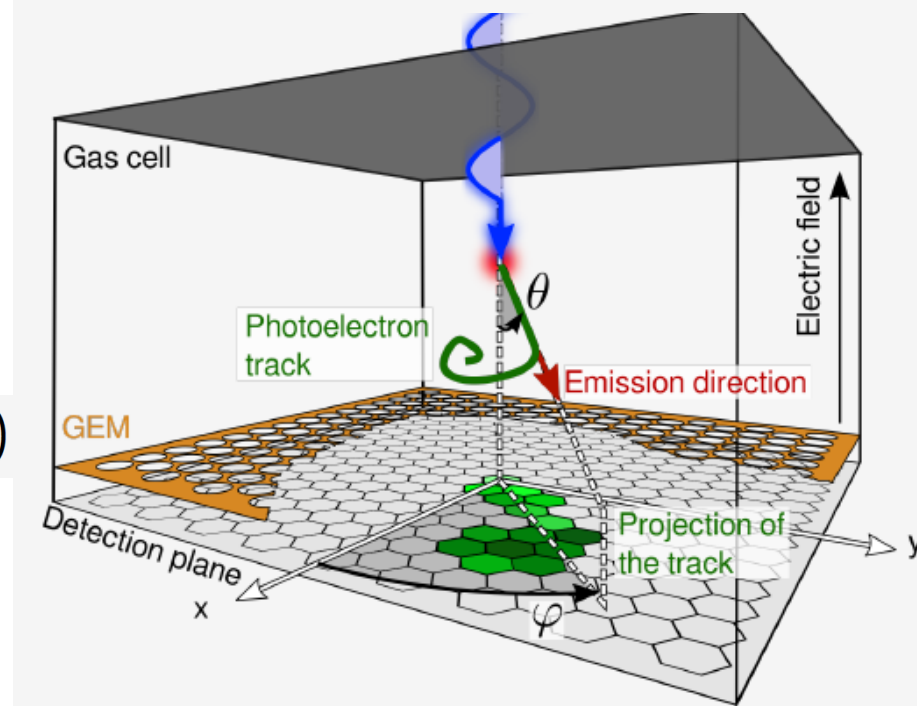 Gas cell
Electric field
θ
Photoelectron
track
Emission direction
)
GEM
Detection plane
Projection of
the track
y
x
φ